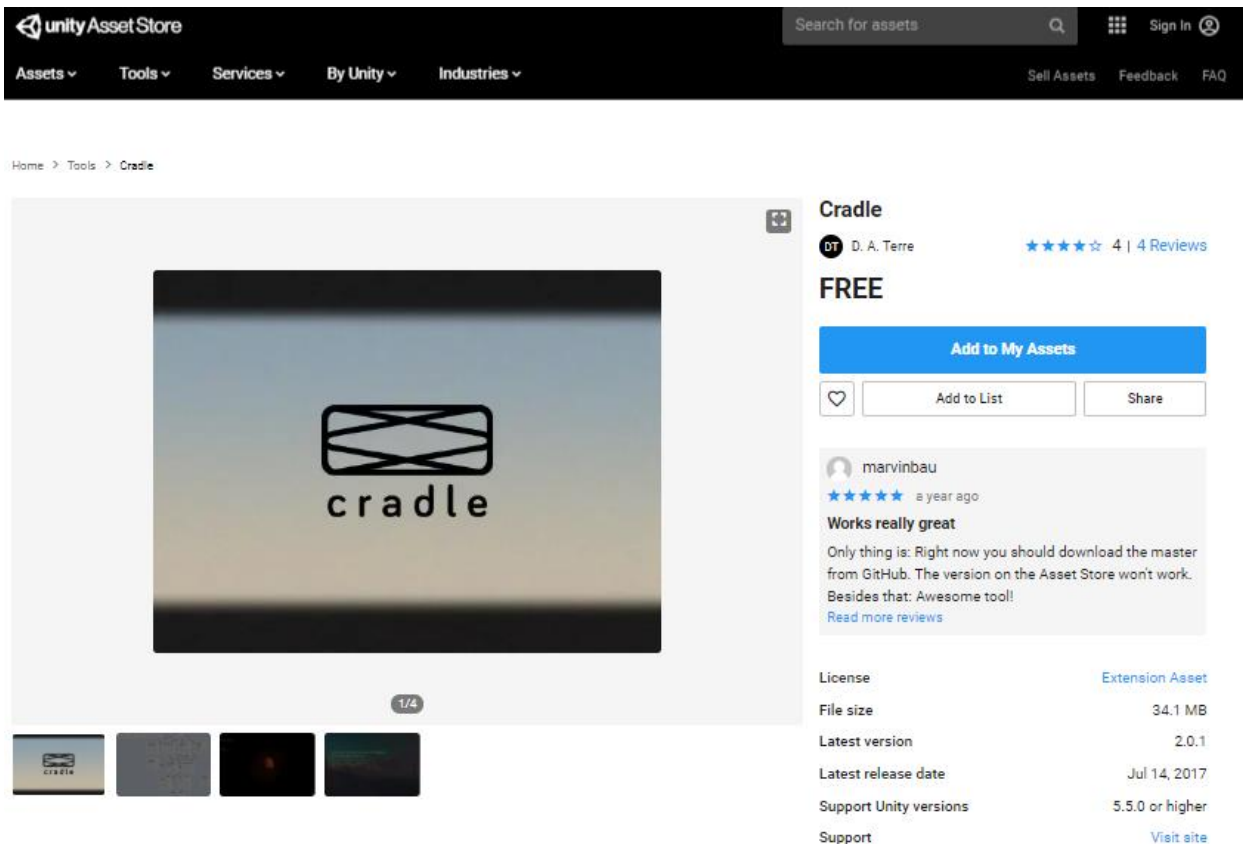 unity Asset Store
Search for assets
Sign In
Assets
Tools
Services
By Unity
Industries
Sell Assets
Feedback
FAQ
Home > Tools > Cradle
cradle
1/4
cradle
Cradle
DT D. A. Terre
4 | 4 Reviews
FREE
Add to My Assets
Add to List
Share
marvinbau
a year ago
Works really great
Only thing is: Right now you should download the master
from GitHub. The version on the Asset Store won't work.
Besides that: Awesome tool!
Read more reviews
License Extension Asset
File size 34.1 MB
Latest version 2.0.1
Latest release date Jul 14, 2017
Support Unity versions 5.5.0 or higher
Support Visit site